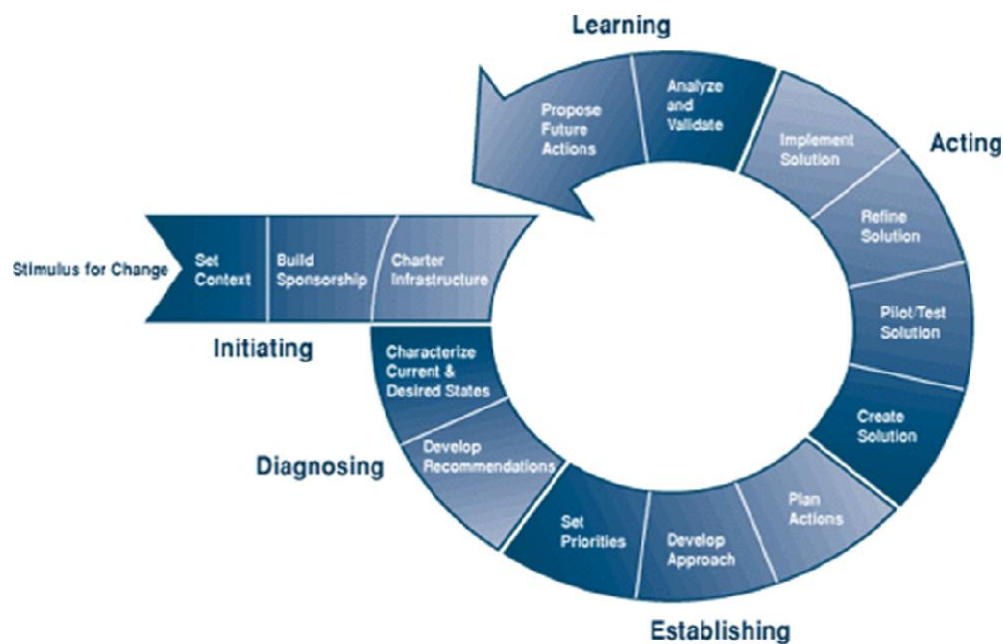 Learning
Analyze
and
Validate
Propose
Future
Actions
Implement
Solution
Acting
Refine
Solution
Stimulus for Change
Set
Context
Build
Sponsorship
Charter
Infrastructure
Pilot/Test
Solution
Initiating
Characterize
Current &
Desired States
Create
Solution
Diagnosing
Develop
Recommendations
Set
Priorities
Develop
Approach
Plan
Actions
Establishing